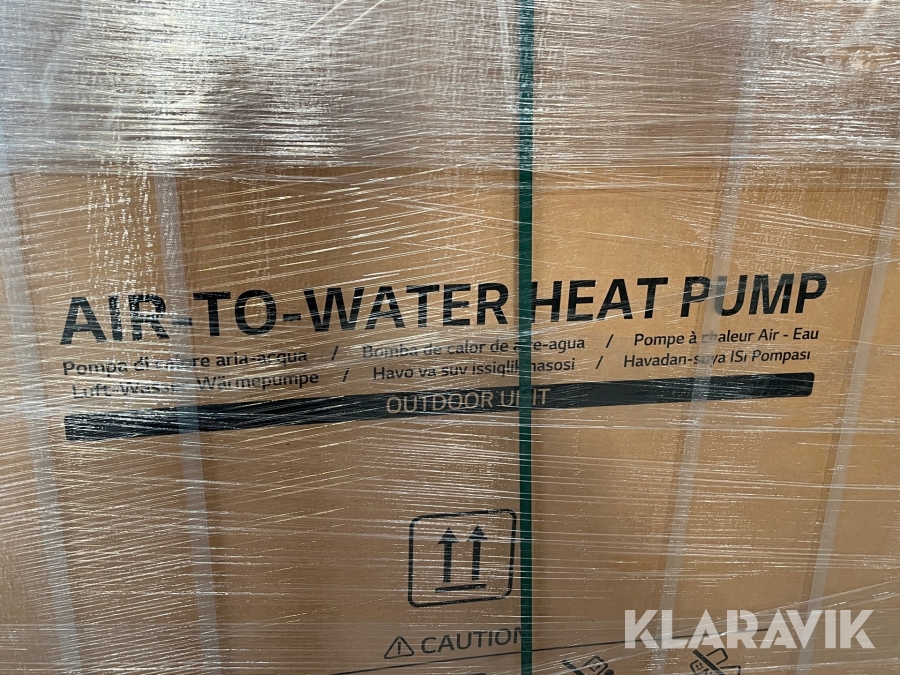 AIR-TO-WATER HEAT PUMP
Pompa di calore aria-acqua / Bomba de calor de aire-agua / Pompe à chaleur Air - Eau
Luft-Wasser-Wärmepumpe / Havo va suv issiqlik nasosi / Havadan-suya ISı Pompası
OUTDOOR UNIT
CAUTION
KLARAVIK